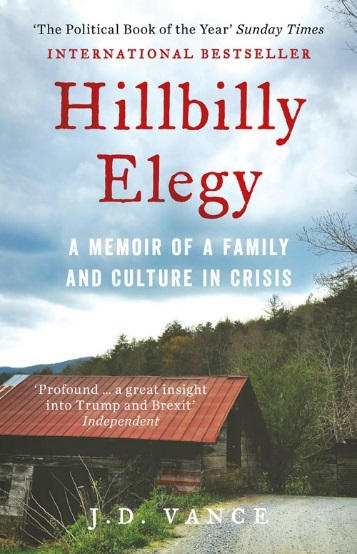 ‘The Political Book of the Year’ Sunday Times
INTERNATIONAL BESTSELLER
Hillbilly
Elegy
A MEMOIR OF A FAMILY
AND CULTURE IN CRISIS
‘Profound ... a great insight
into Trump and Brexit’
Independent
J.D. VANCE